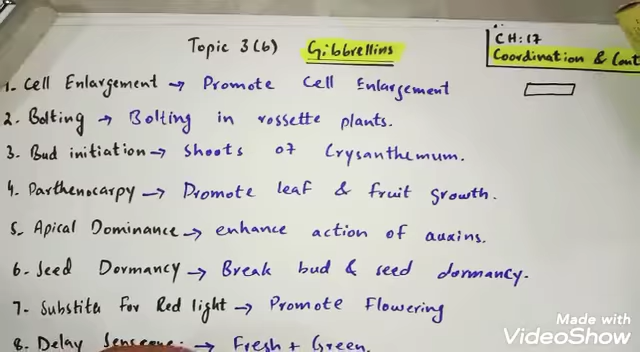 Topic 3(b) Gibbrellins
CH:17
Coordination & Cont
1. Cell Enlargement → Promote Cell Enlargement
2. Bolting → Bolting in rossette plants.
3. Bud initiation → Shoots of Crysanthemum.
4. Parthenocarpy → Promote leaf & fruit growth.
5. Apical Dominance → enhance action of auxins.
6. Seed Dormancy → Break bud & seed dormancy.
7- Substitu for Red light → Promote Flowering
8. Delay → Fresh + Green.
Made with
VideoShow